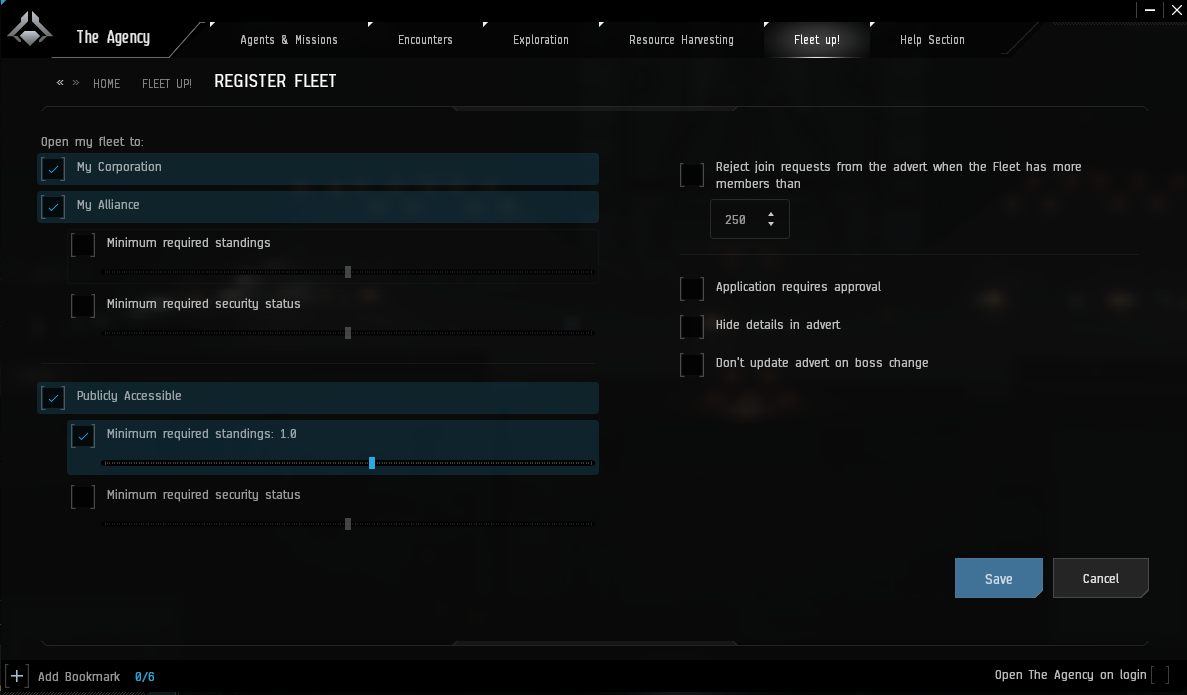 The Agency
Agents & Missions
Encounters
Exploration
Resource Harvesting
Fleet up!
Help Section
« » HOME FLEET UP! REGISTER FLEET
Open my fleet to:
My Corporation
My Alliance
Minimum required standings
Minimum required security status
Publicly Accessible
Minimum required standings: 1.0
Minimum required security status
Reject join requests from the advert when the Fleet has more
members than
250
Application requires approval
Hide details in advert
Don't update advert on boss change
Save
Cancel
Add Bookmark 0/6
Open The Agency on login